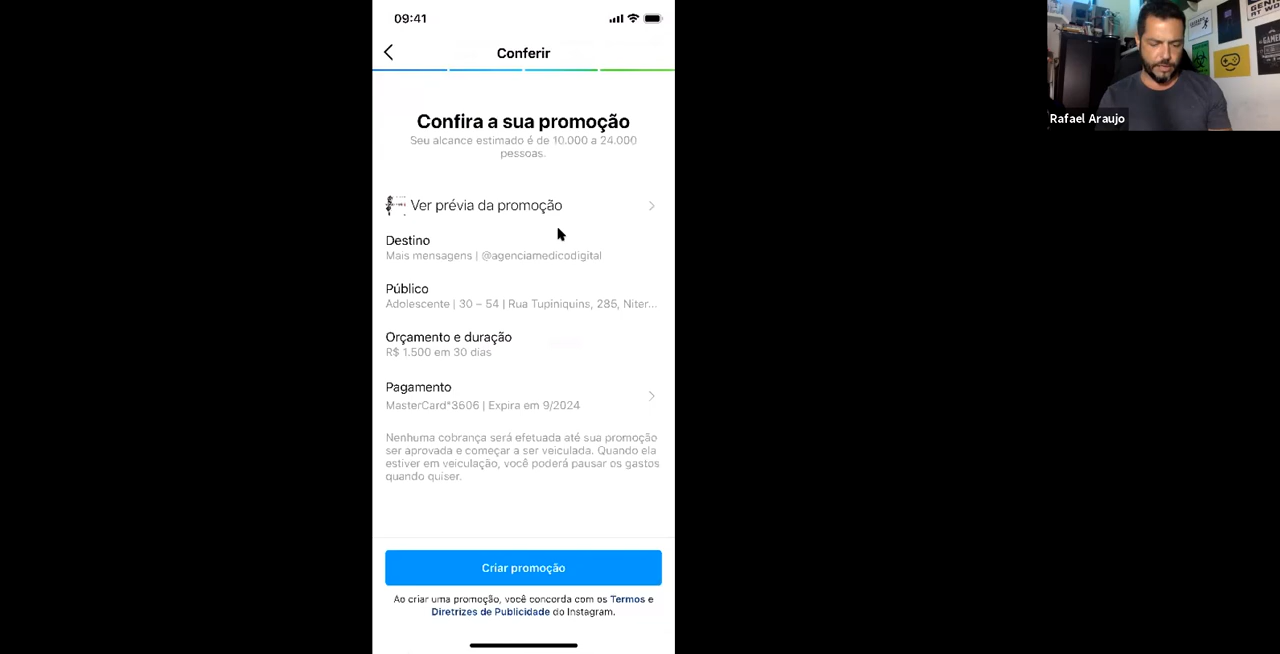 09:41
Conferir
Confira a sua promoção
Seu alcance estimado é de 10.000 a 24.000
pessoas.
Ver prévia da promoção
Destino
Mais mensagens | @agenciamedicodigital
Público
Adolescente | 30 – 54 | Rua Tupiniquins, 285, Niter...
Orçamento e duração
R$ 1.500 em 30 dias
Pagamento
MasterCard*3606 | Expira em 9/2024
Nenhuma cobrança será efetuada até sua promoção
ser aprovada e começar a ser veiculada. Quando ela
estiver em veiculação, você poderá pausar os gastos
quando quiser.
Criar promoção
Ao criar uma promoção, você concorda com os Termos e
Diretrizes de Publicidade do Instagram.
Rafael Araujo